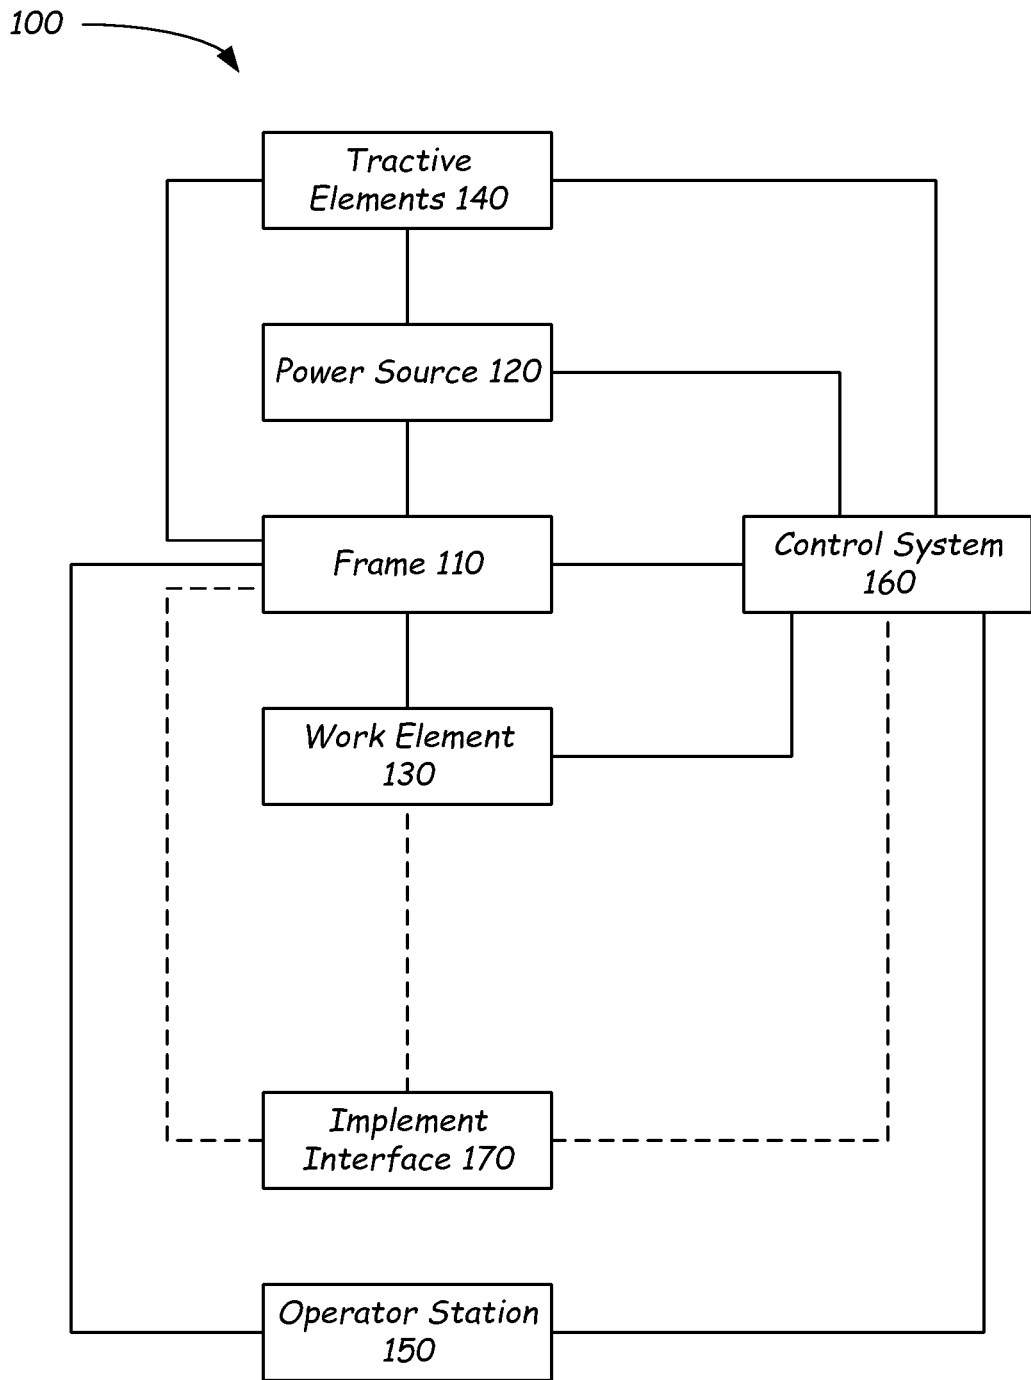 100
Tractive
Elements 140
Power Source 120
Frame 110
Control System
160
Work Element
130
Implement
Interface 170
Operator Station
150